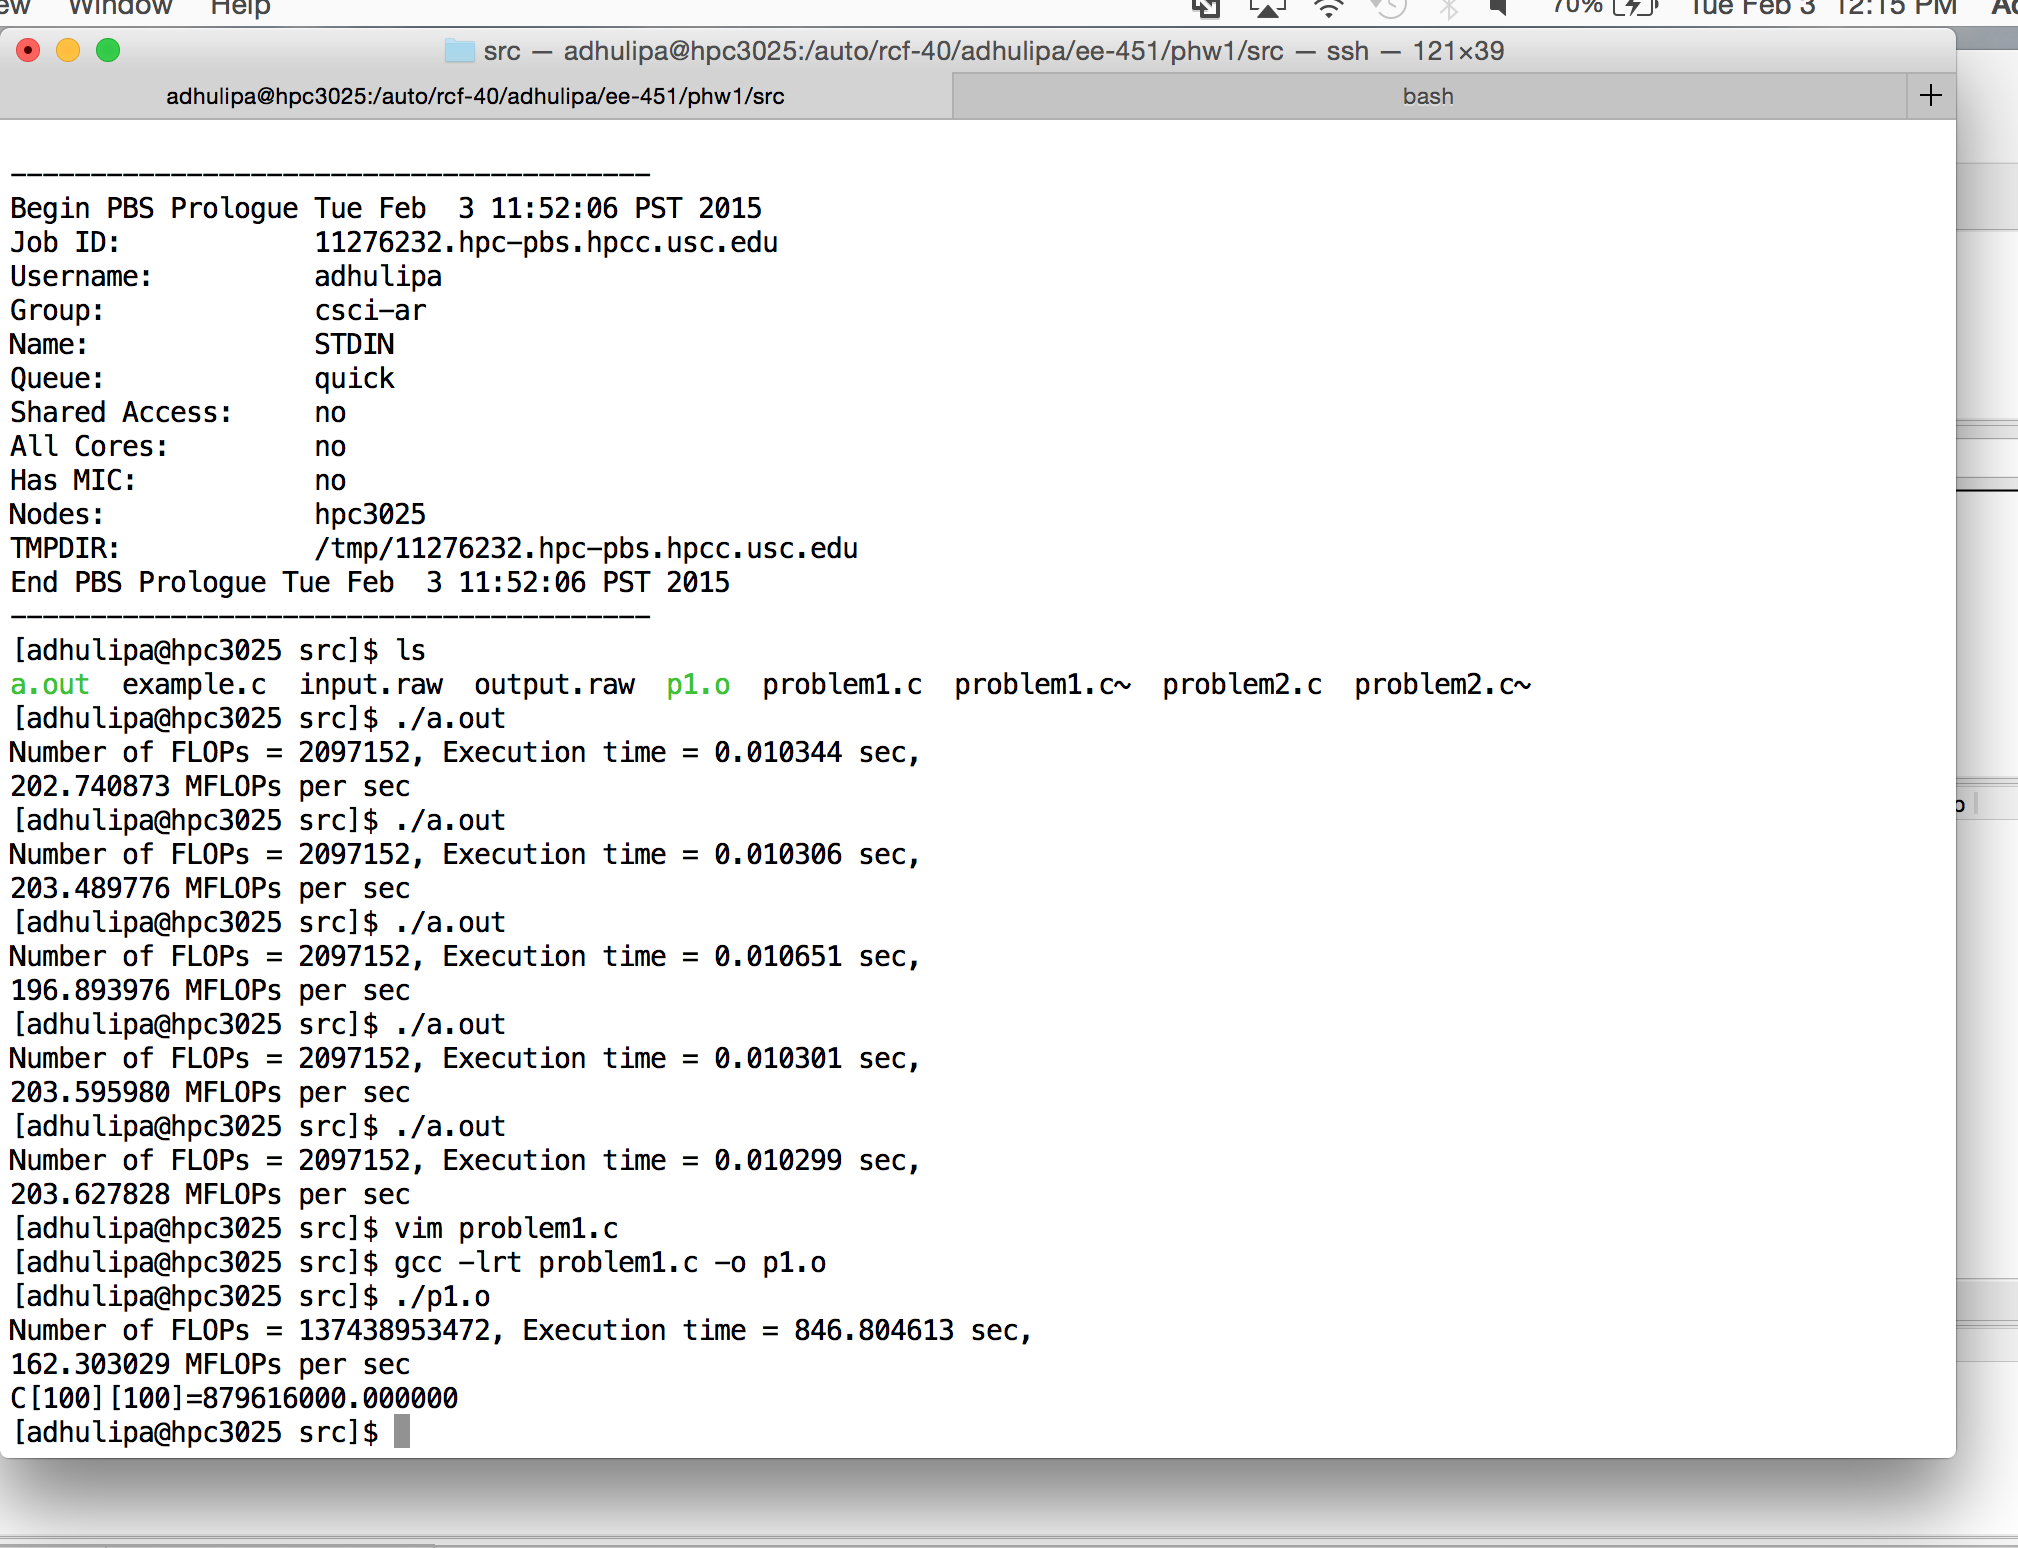 Window Help 70% Tue Feb 3 12:15 PM
src — adhulipa@hpc3025:/auto/rcf-40/adhulipa/ee-451/phw1/src — ssh — 121×39
adhulipa@hpc3025:/auto/rcf-40/adhulipa/ee-451/phw1/src bash +
----------------------------------------
Begin PBS Prologue Tue Feb  3 11:52:06 PST 2015
Job ID:            11276232.hpc-pbs.hpcc.usc.edu
Username:          adhulipa
Group:             csci-ar
Name:              STDIN
Queue:             quick
Shared Access:     no
All Cores:         no
Has MIC:           no
Nodes:             hpc3025
TMPDIR:            /tmp/11276232.hpc-pbs.hpcc.usc.edu
End PBS Prologue Tue Feb  3 11:52:06 PST 2015
----------------------------------------
[adhulipa@hpc3025 src]$ ls
a.out  example.c  input.raw  output.raw  p1.o  problem1.c  problem1.c~  problem2.c  problem2.c~
[adhulipa@hpc3025 src]$ ./a.out
Number of FLOPs = 2097152, Execution time = 0.010344 sec,
202.740873 MFLOPs per sec
[adhulipa@hpc3025 src]$ ./a.out
Number of FLOPs = 2097152, Execution time = 0.010306 sec,
203.489776 MFLOPs per sec
[adhulipa@hpc3025 src]$ ./a.out
Number of FLOPs = 2097152, Execution time = 0.010651 sec,
196.893976 MFLOPs per sec
[adhulipa@hpc3025 src]$ ./a.out
Number of FLOPs = 2097152, Execution time = 0.010301 sec,
203.595980 MFLOPs per sec
[adhulipa@hpc3025 src]$ ./a.out
Number of FLOPs = 2097152, Execution time = 0.010299 sec,
203.627828 MFLOPs per sec
[adhulipa@hpc3025 src]$ vim problem1.c
[adhulipa@hpc3025 src]$ gcc -lrt problem1.c -o p1.o
[adhulipa@hpc3025 src]$ ./p1.o
Number of FLOPs = 137438953472, Execution time = 846.804613 sec,
162.303029 MFLOPs per sec
C[100][100]=879616000.000000
[adhulipa@hpc3025 src]$